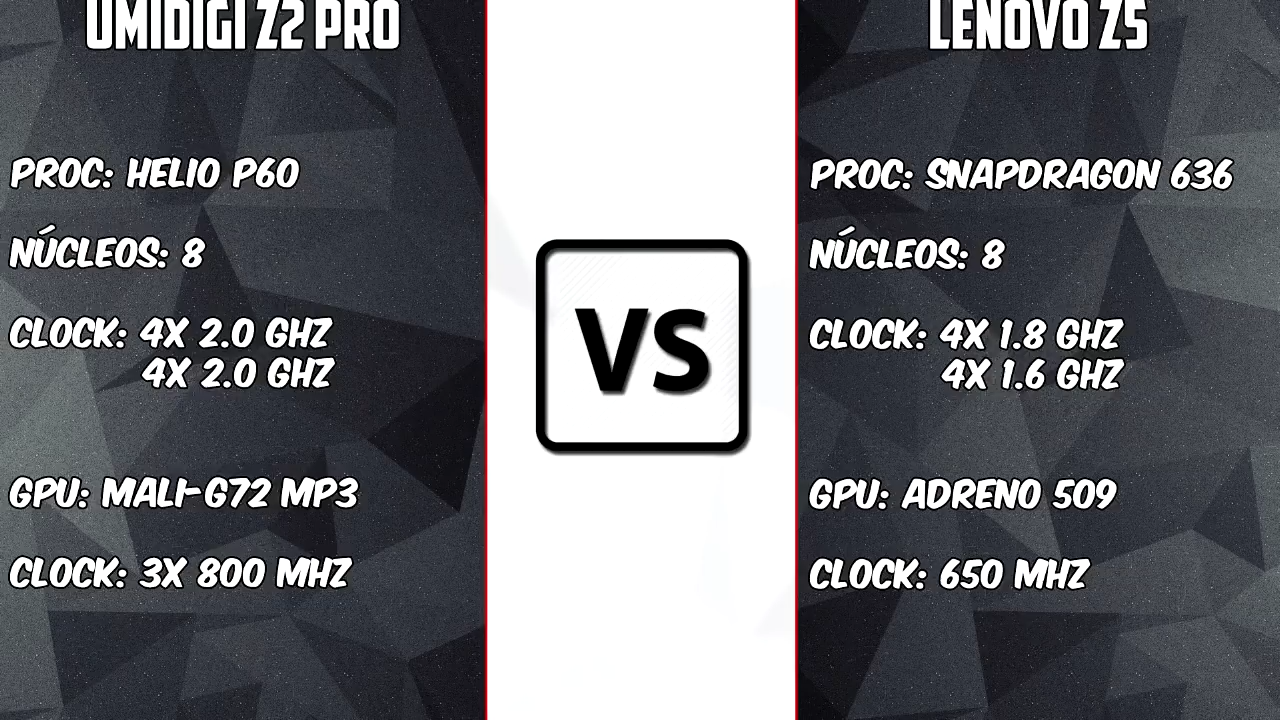 UMIDIGI Z2 PRO
PROC: HELIO P60
NÚCLEOS: 8
CLOCK: 4X 2.0 GHZ
4X 2.0 GHZ
GPU: MALI-G72 MP3
CLOCK: 3X 800 MHZ
VS
LENOVO Z5
PROC: SNAPDRAGON 636
NÚCLEOS: 8
CLOCK: 4X 1.8 GHZ
4X 1.6 GHZ
GPU: ADRENO 509
CLOCK: 650 MHZ